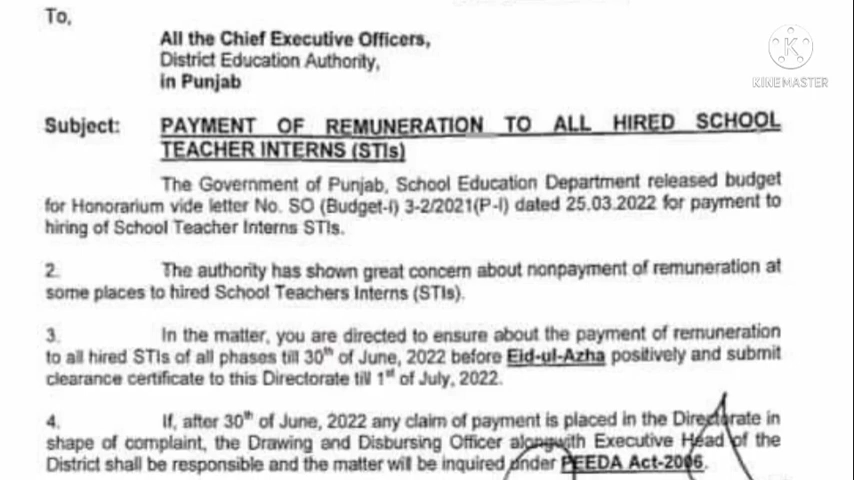 To,
All the Chief Executive Officers,
District Education Authority,
in Punjab
K
KINEMASTER
Subject: PAYMENT OF REMUNERATION TO ALL HIRED SCHOOL
TEACHER INTERNS (STIs)
The Government of Punjab, School Education Department released budget
for Honorarium vide letter No. SO (Budget-I) 3-2/2021(P-I) dated 25.03.2022 for payment to
hiring of School Teacher Interns STIs.
2. The authority has shown great concern about nonpayment of remuneration at
some places to hired School Teachers Interns (STIs).
3. In the matter, you are directed to ensure about the payment of remuneration
to all hired STIs of all phases till 30th of June, 2022 before Eid-ul-Azha positively and submit
clearance certificate to this Directorate till 1st of July, 2022.
4. If, after 30th of June, 2022 any claim of payment is placed in the Directorate in
shape of complaint, the Drawing and Disbursing Officer alongwith Executive Head of the
District shall be responsible and the matter will be inquired under PEEDA Act-2006.